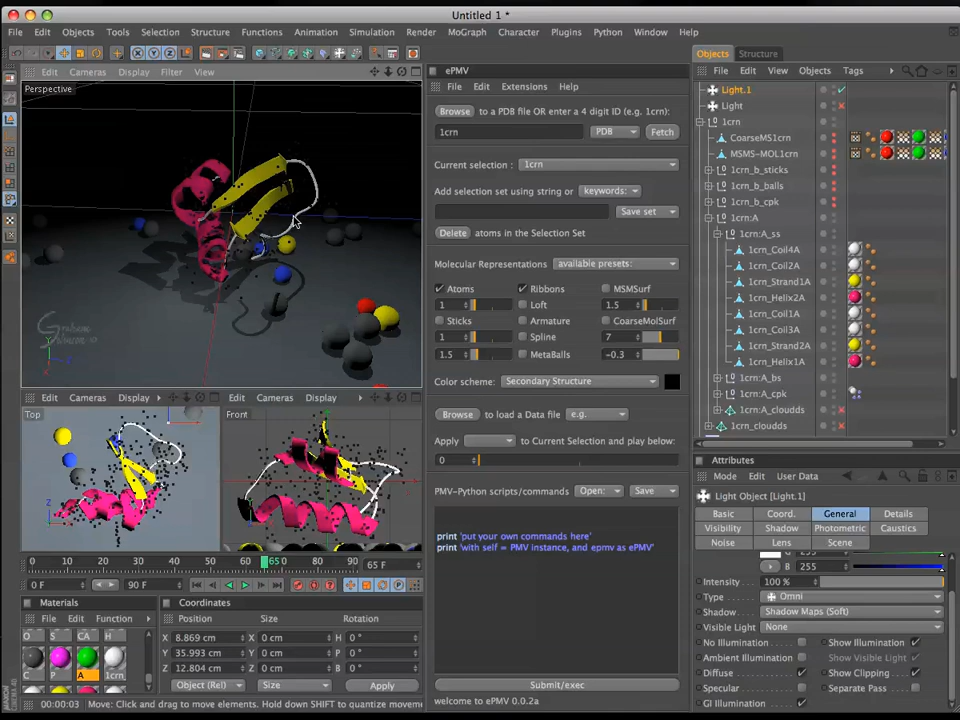 Untitled 1 *
File Edit Objects Tools Selection Structure Functions Animation Simulation Render MoGraph Character Plugins Python Window Help
Edit Cameras Display Filter View
Perspective
ePMV
File Edit Extensions Help
Browse to a PDB file OR enter a 4 digit ID (e.g. 1crn)
1crn PDB Fetch
Current selection : 1crn
Add selection set using string or keywords:
Save set
Delete atoms in the Selection Set
Molecular Representations available presets:
Atoms Ribbons MSMSurf
1 Loft 1.5
Sticks Armature CoarseMolSurf
1 Spline 7
1.5 MetaBalls -0.3
Color scheme: Secondary Structure
Browse to load a Data file e.g.
Apply to Current Selection and play below:
0
PMV-Python scripts/commands Open: Save
print 'put your own commands here'
print 'with self = PMV instance, and epmv as ePMV'
Submit/exec
welcome to ePMV 0.0.2a
Edit Cameras Display
Top
Edit Cameras Display
Front
0 10 20 30 40 50 60 65 70 80 90 65 F
0 F 90 F
Materials
File Edit Function
O S CA H
C P A 1crn
Coordinates
Position Size Rotation
X 8.869 cm X 0 cm H 0 °
Y 35.993 cm Y 0 cm P 0 °
Z 12.804 cm Z 0 cm B 0 °
Object (Rel) Size Apply
00:00:03 Move: Click and drag to move elements. Hold down SHIFT to quantize moveme
Objects Structure
File Edit View Objects Tags
Light.1
Light
1crn
CoarseMS1crn
MSMS-MOL1crn
1crn_b_sticks
1crn_b_balls
1crn_b_cpk
1crn:A
1crn:A_ss
1crn_Coil4A
1crn_Coil2A
1crn_Strand1A
1crn_Helix2A
1crn_Coil1A
1crn_Coil3A
1crn_Strand2A
1crn_Helix1A
1crn:A_bs
1crn:A_cpk
1crn:A_cloudds
1crn_cloudds
Attributes
Mode Edit User Data
Light Object [Light.1]
Basic Coord. General Details
Visibility Shadow Photometric Caustics
Noise Lens Scene
B 255
Intensity 100 %
Type Omni
Shadow Shadow Maps (Soft)
Visible Light None
No Illumination Show Illumination
Ambient Illumination Show Visible Light
Diffuse Show Clipping
Specular Separate Pass
GI Illumination